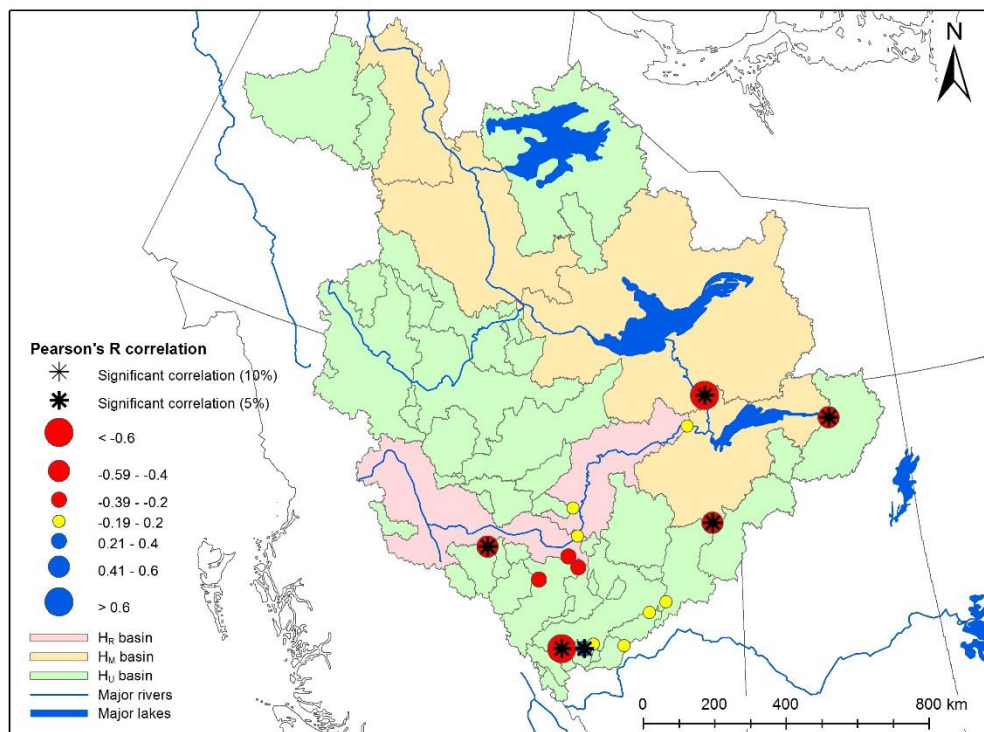 N
Pearson's R correlation
Significant correlation (10%)
Significant correlation (5%)
< -0.6
-0.59 - -0.4
-0.39 - -0.2
-0.19 - 0.2
0.21 - 0.4
0.41 - 0.6
> 0.6
HR basin
HM basin
HU basin
Major rivers
Major lakes
0 200 400 800 km